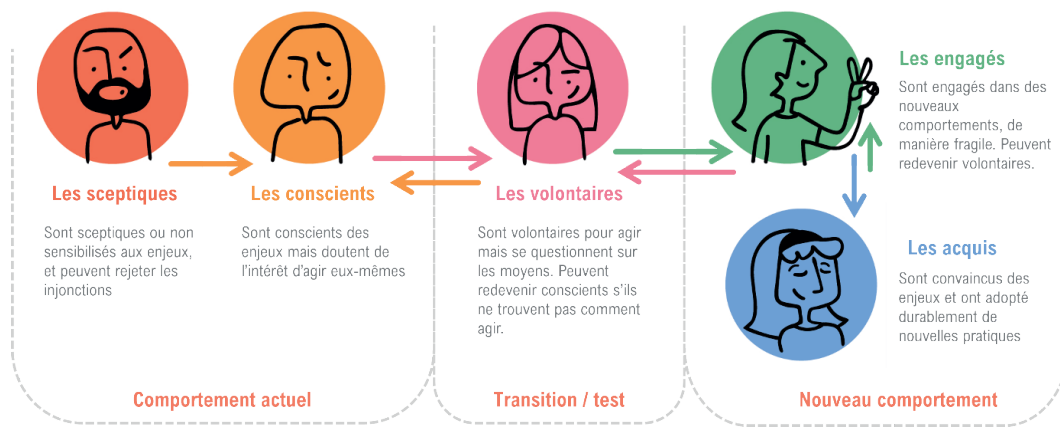 Les sceptiques
Sont sceptiques ou non
sensibilisés aux enjeux,
et peuvent rejeter les
injonctions
Les conscients
Sont conscients des
enjeux mais doutent de
l'intérêt d'agir eux-mêmes
Les volontaires
Sont volontaires pour agir
mais se questionnent sur
les moyens. Peuvent
redevenir conscients s'ils
ne trouvent pas comment
agir.
Les engagés
Sont engagés dans des
nouveaux
comportements, de
manière fragile. Peuvent
redevenir volontaires.
Les acquis
Sont convaincus des
enjeux et ont adopté
durablement de
nouvelles pratiques
Comportement actuel
Transition / test
Nouveau comportement